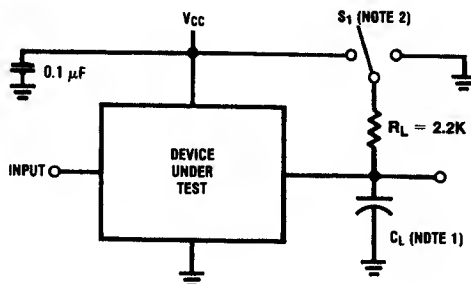 VCC
S1 (NOTE 2)
0.1 µF
RL = 2.2K
DEVICE
UNDER
TEST
INPUT
CL (NOTE 1)